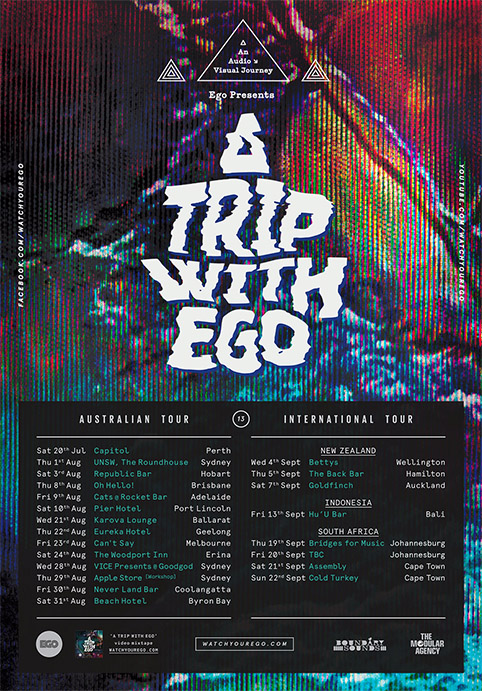 An
Audio
Visual Journey
Ego Presents
A
TRIP
WITH
EGO
FACEBOOK.COM/WATCHYOUREGO
YOUTUBE.COM/WATCHYOUREGO
AUSTRALIAN TOUR
13
INTERNATIONAL TOUR
Sat 20th Jul Capitol Perth
Thu 1st Aug UNSW, The Roundhouse Sydney
Sat 3rd Aug Republic Bar Hobart
Thu 8th Aug Oh Hello! Brisbane
Fri 9th Aug Cats@Rocket Bar Adelaide
Sat 10th Aug Pier Hotel Port Lincoln
Wed 21st Aug Karova Lounge Ballarat
Thu 22nd Aug Eureka Hotel Geelong
Fri 23rd Aug Can't Say Melbourne
Sat 24th Aug The Woodport Inn Erina
Wed 28th Aug VICE Presents@Goodgod Sydney
Thu 29th Aug Apple Store [Workshop] Sydney
Fri 30th Aug Never Land Bar Coolangatta
Sat 31st Aug Beach Hotel Byron Bay
NEW ZEALAND
Wed 4th Sept Bettys Wellington
Thu 5th Sept The Back Bar Hamilton
Sat 7th Sept Goldfinch Auckland
INDONESIA
Fri 13th Sept Hu'U Bar Bali
SOUTH AFRICA
Thu 19th Sept Bridges for Music Johannesburg
Fri 20th Sept TBC Johannesburg
Sat 21st Sept Assembly Cape Town
Sun 22nd Sept Cold Turkey Cape Town
EGO
A TRIP WITH EGO
"A TRIP WITH EGO"
video mixtape
WATCHYOUREGO.COM
WATCHYOUREGO.COM
BOUNDARY
SOUNDS
THE
MODULAR
AGENCY